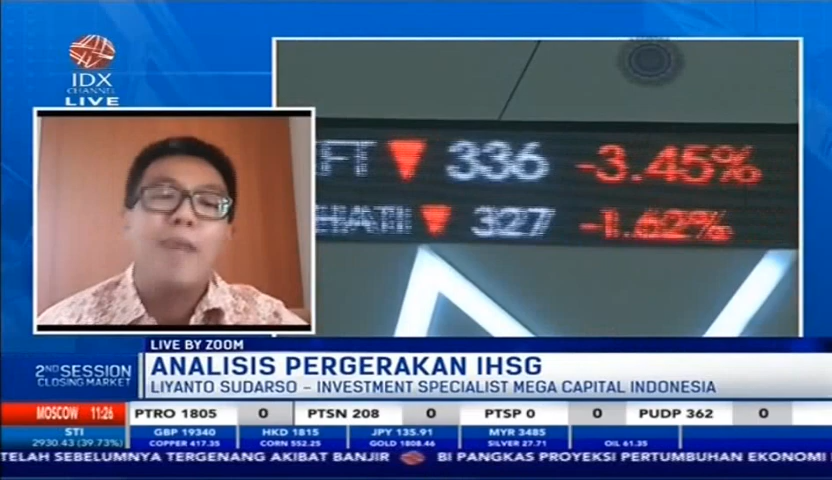 IDX
CHANNEL
LIVE
FT ▼ 336 -3.45%
HATI ▼ 327 -1.62%
LIVE BY ZOOM
2ND SESSION
CLOSING MARKET
ANALISIS PERGERAKAN IHSG
LIYANTO SUDARSO – INVESTMENT SPECIALIST MEGA CAPITAL INDONESIA
MOSCOW 11:26 PTRO 1805 0 PTSN 208 0 PTSP 0 0 PUDP 362 0
STI GBP 19340 HKD 1815 JPY 135.91 MYR 3485
2930.43 (39.73%) COPPER 417.35 CORN 552.25 GOLD 1808.46 SILVER 27.71 OIL 61.35
TELAH SEBELUMNYA TERGENANG AKIBAT BANJIR BI PANGKAS PROYEKSI PERTUMBUHAN EKONOMI